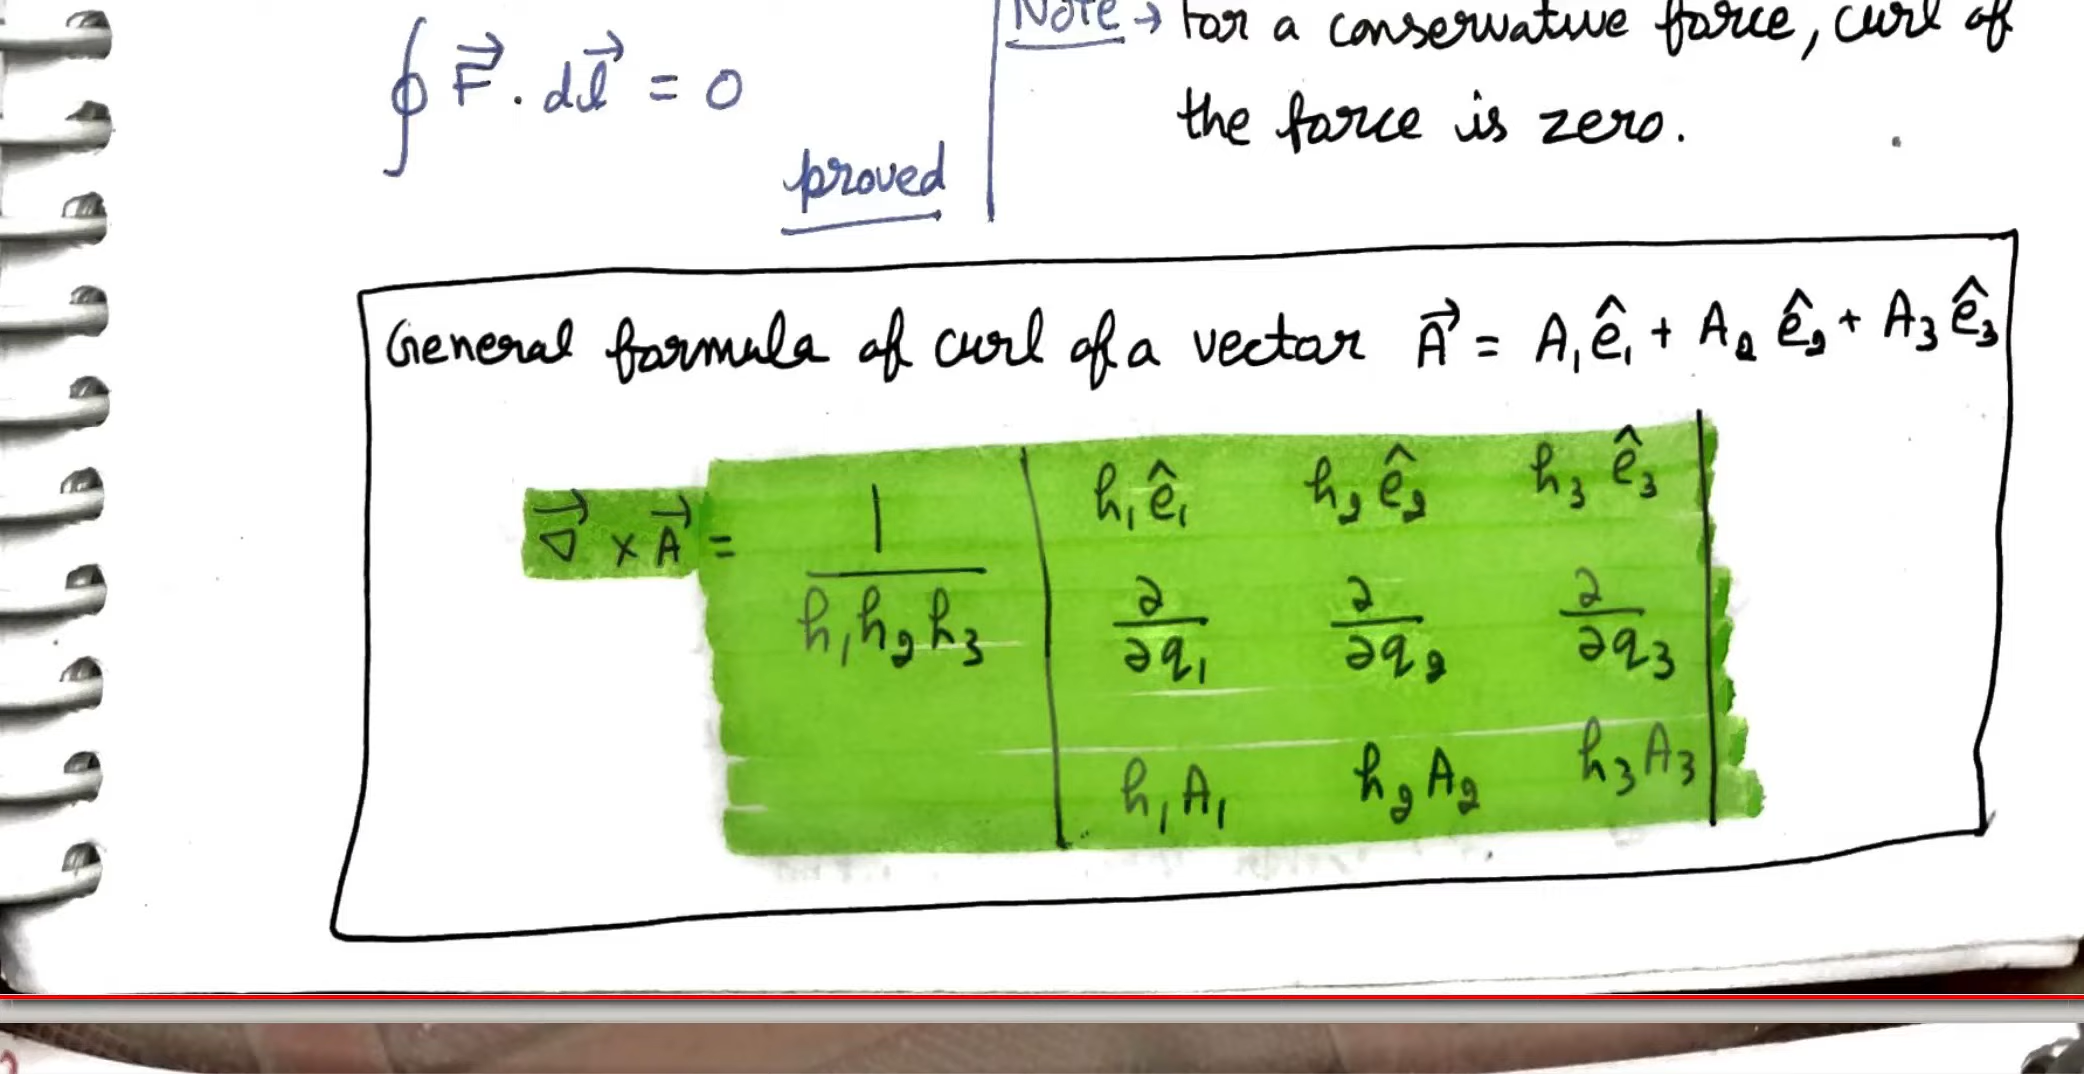 ∮ F⃗ . dl⃗ = 0
proved
Note → For a conservative force, curl of
the force is zero.
General formula of curl of a vector A⃗ = A₁ê₁ + A₂ê₂ + A₃ê₃
∇⃗ × A⃗ = 1/(h₁h₂h₃) | h₁ê₁ h₂ê₂ h₃ê₃ |
| ∂/∂q₁ ∂/∂q₂ ∂/∂q₃ |
| h₁A₁ h₂A₂ h₃A₃ |